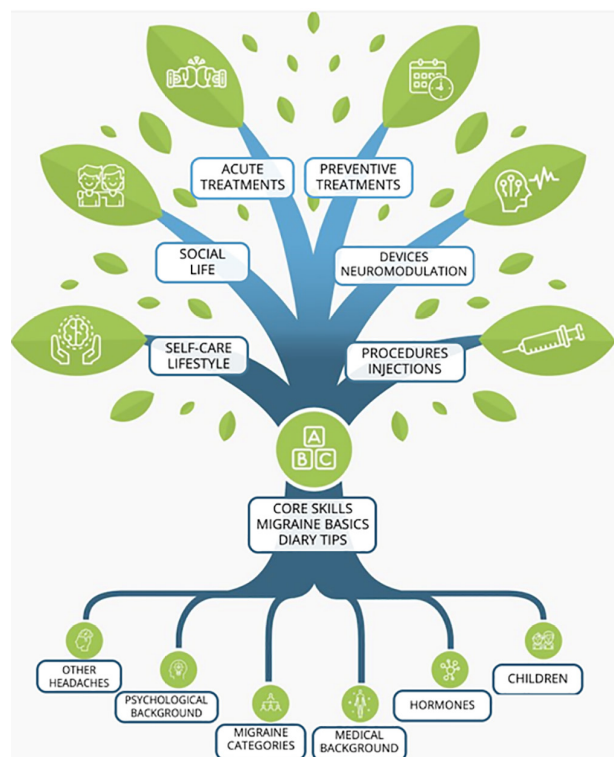 ACUTE
TREATMENTS
PREVENTIVE
TREATMENTS
SOCIAL
LIFE
DEVICES
NEUROMODULATION
SELF-CARE
LIFESTYLE
PROCEDURES
INJECTIONS
A
B C
CORE SKILLS
MIGRAINE BASICS
DIARY TIPS
OTHER
HEADACHES
PSYCHOLOGICAL
BACKGROUND
MIGRAINE
CATEGORIES
MEDICAL
BACKGROUND
HORMONES
CHILDREN